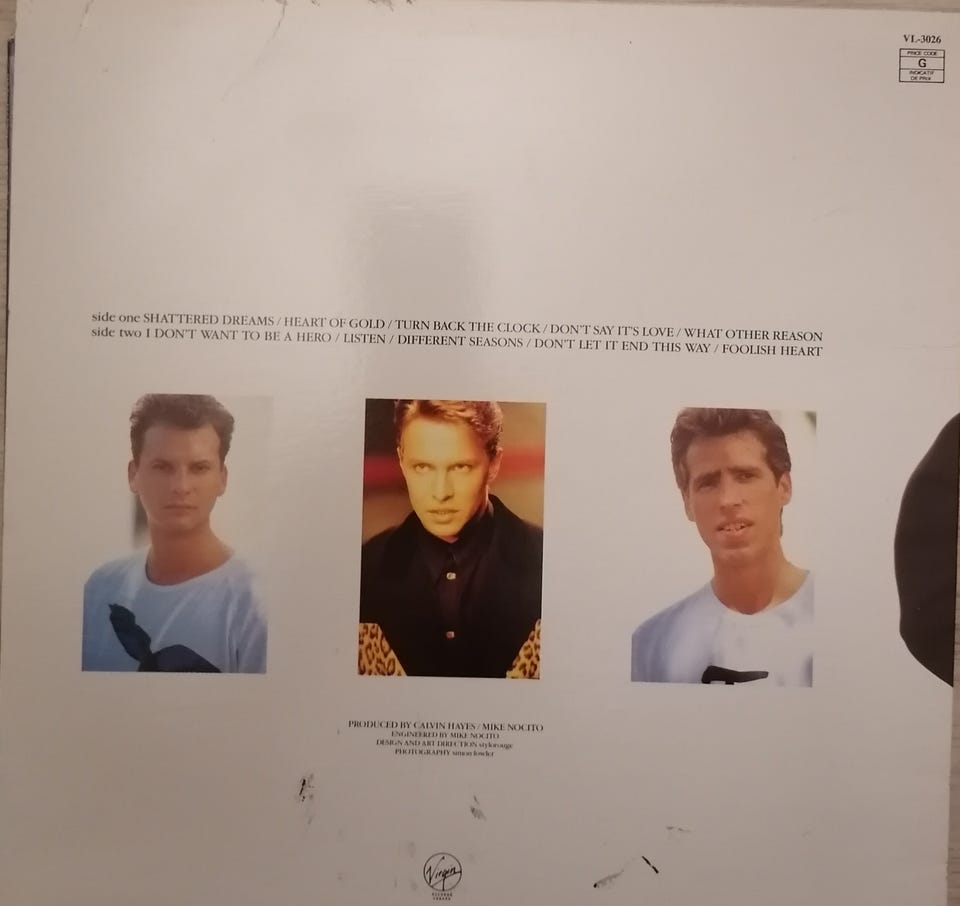 VL-3026
PRICE CODE
G
INDICATIF
DE PRIX
side one SHATTERED DREAMS / HEART OF GOLD / TURN BACK THE CLOCK / DON'T SAY IT'S LOVE / WHAT OTHER REASON
side two I DON'T WANT TO BE A HERO / LISTEN / DIFFERENT SEASONS / DON'T LET IT END THIS WAY / FOOLISH HEART
PRODUCED BY CALVIN HAYES / MIKE NOCITO
ENGINEERED BY MIKE NOCITO
DESIGN AND ART DIRECTION stylorouge
PHOTOGRAPHY simon fowler
Virgin